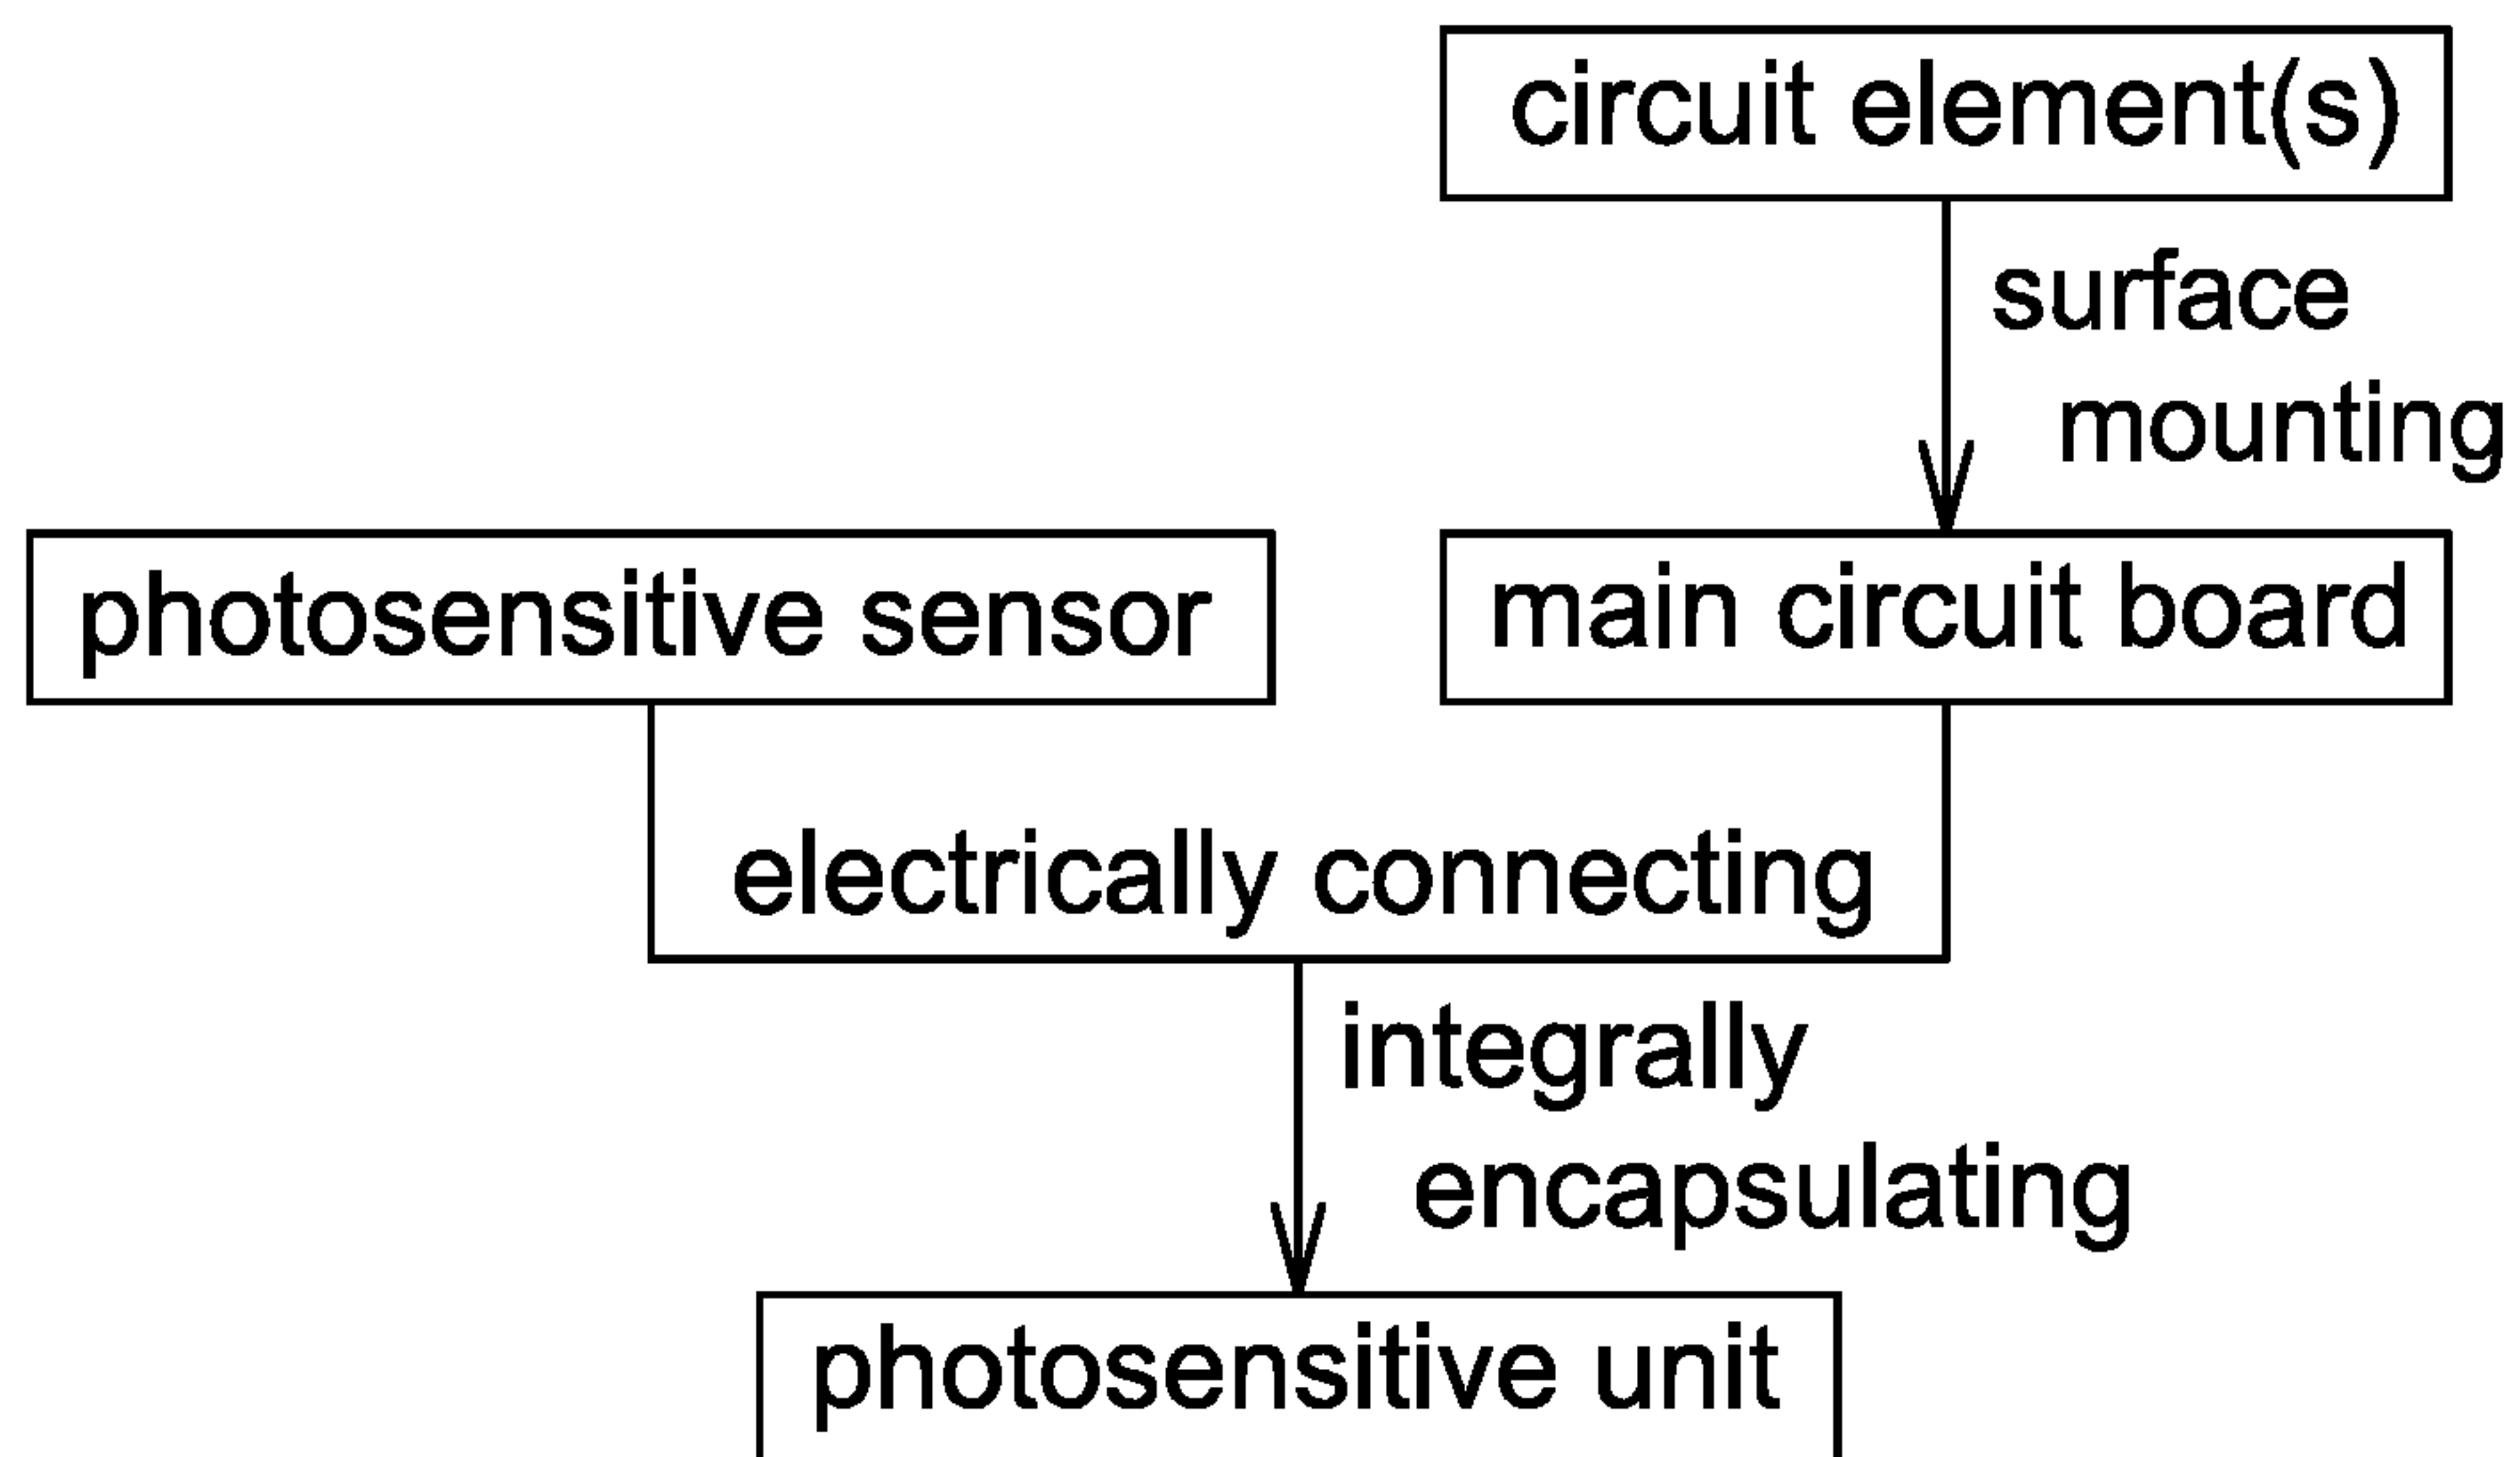 circuit element(s)
surface
mounting
photosensitive sensor
main circuit board
electrically connecting
integrally
encapsulating
photosensitive unit